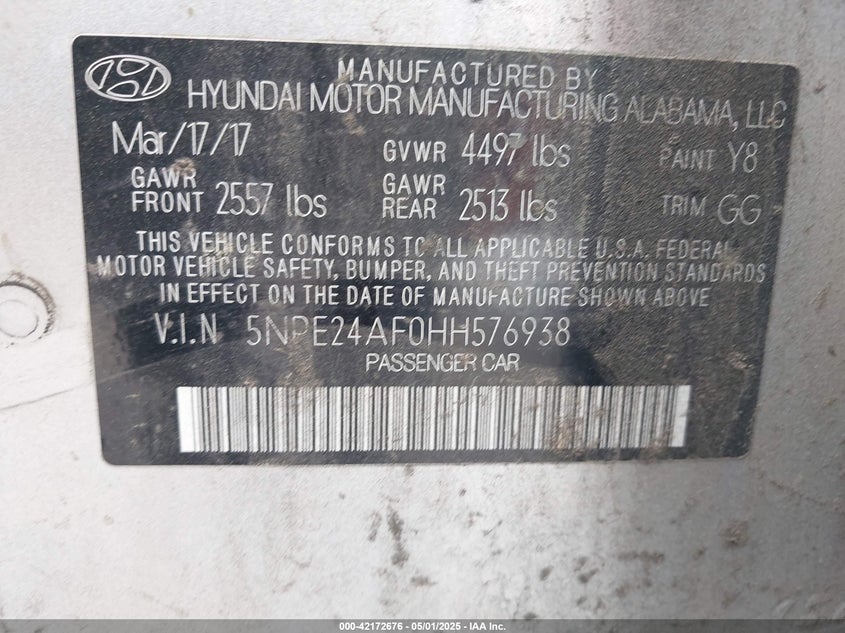 MANUFACTURED BY
HYUNDAI MOTOR MANUFACTURING ALABAMA, LLC
Mar/17/17 GVWR 4497 lbs PAINT Y8
GAWR FRONT 2557 lbs GAWR REAR 2513 lbs TRIM GG
THIS VEHICLE CONFORMS TO ALL APPLICABLE U.S.A. FEDERAL
MOTOR VEHICLE SAFETY, BUMPER, AND THEFT PREVENTION STANDARDS
IN EFFECT ON THE DATE OF MANUFACTURE SHOWN ABOVE
V.I.N 5NPE24AF0HH576938
PASSENGER CAR
000-42172676 - 05/01/2025 - IAA Inc.